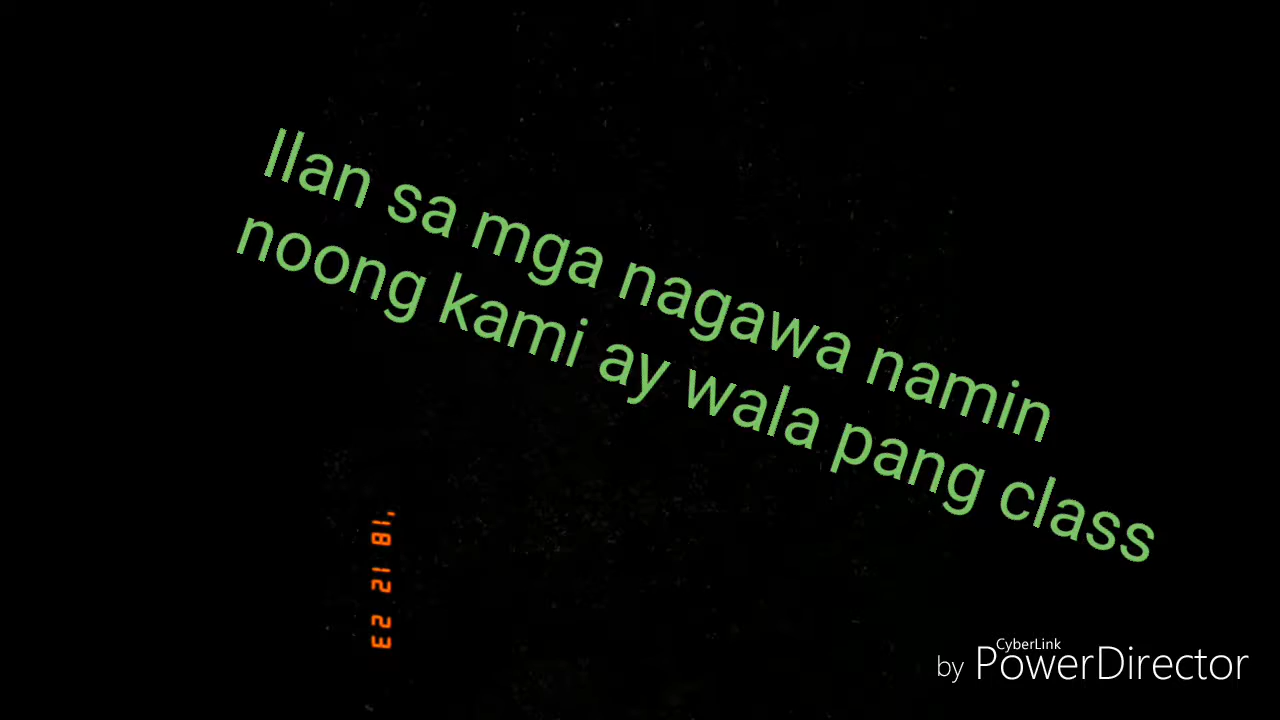 Ilan sa mga nagawa namin
noong kami ay wala pang class
'18 12 23
CyberLink
by PowerDirector